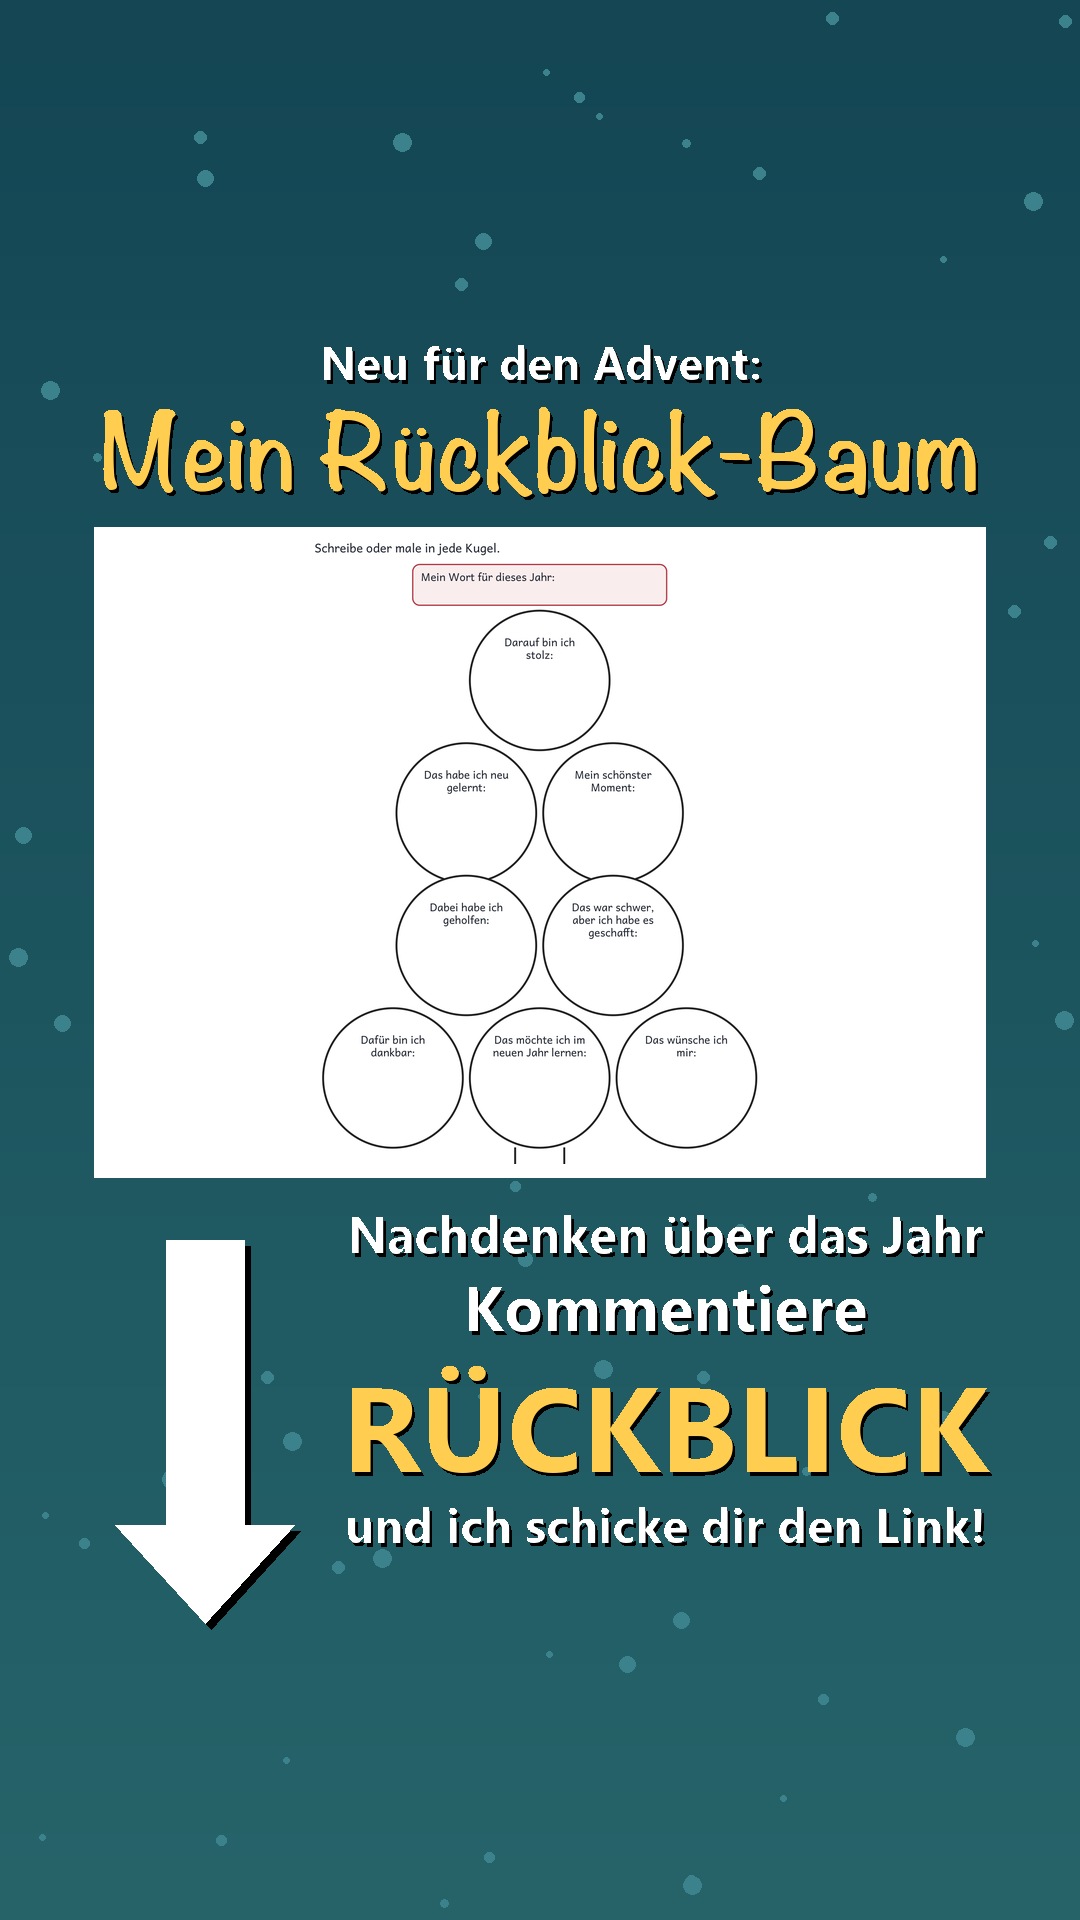 Neu für den Advent:
Mein Rückblick-Baum
Schreibe oder male in jede Kugel.
Mein Wort für dieses Jahr:
Darauf bin ich
stolz:
Das habe ich neu
gelernt:
Mein schönster
Moment:
Dabei habe ich
geholfen:
Das war schwer,
aber ich habe es
geschafft:
Dafür bin ich
dankbar:
Das möchte ich im
neuen Jahr lernen:
Das wünsche ich
mir:
Nachdenken über das Jahr
Kommentiere
RÜCKBLICK
und ich schicke dir den Link!